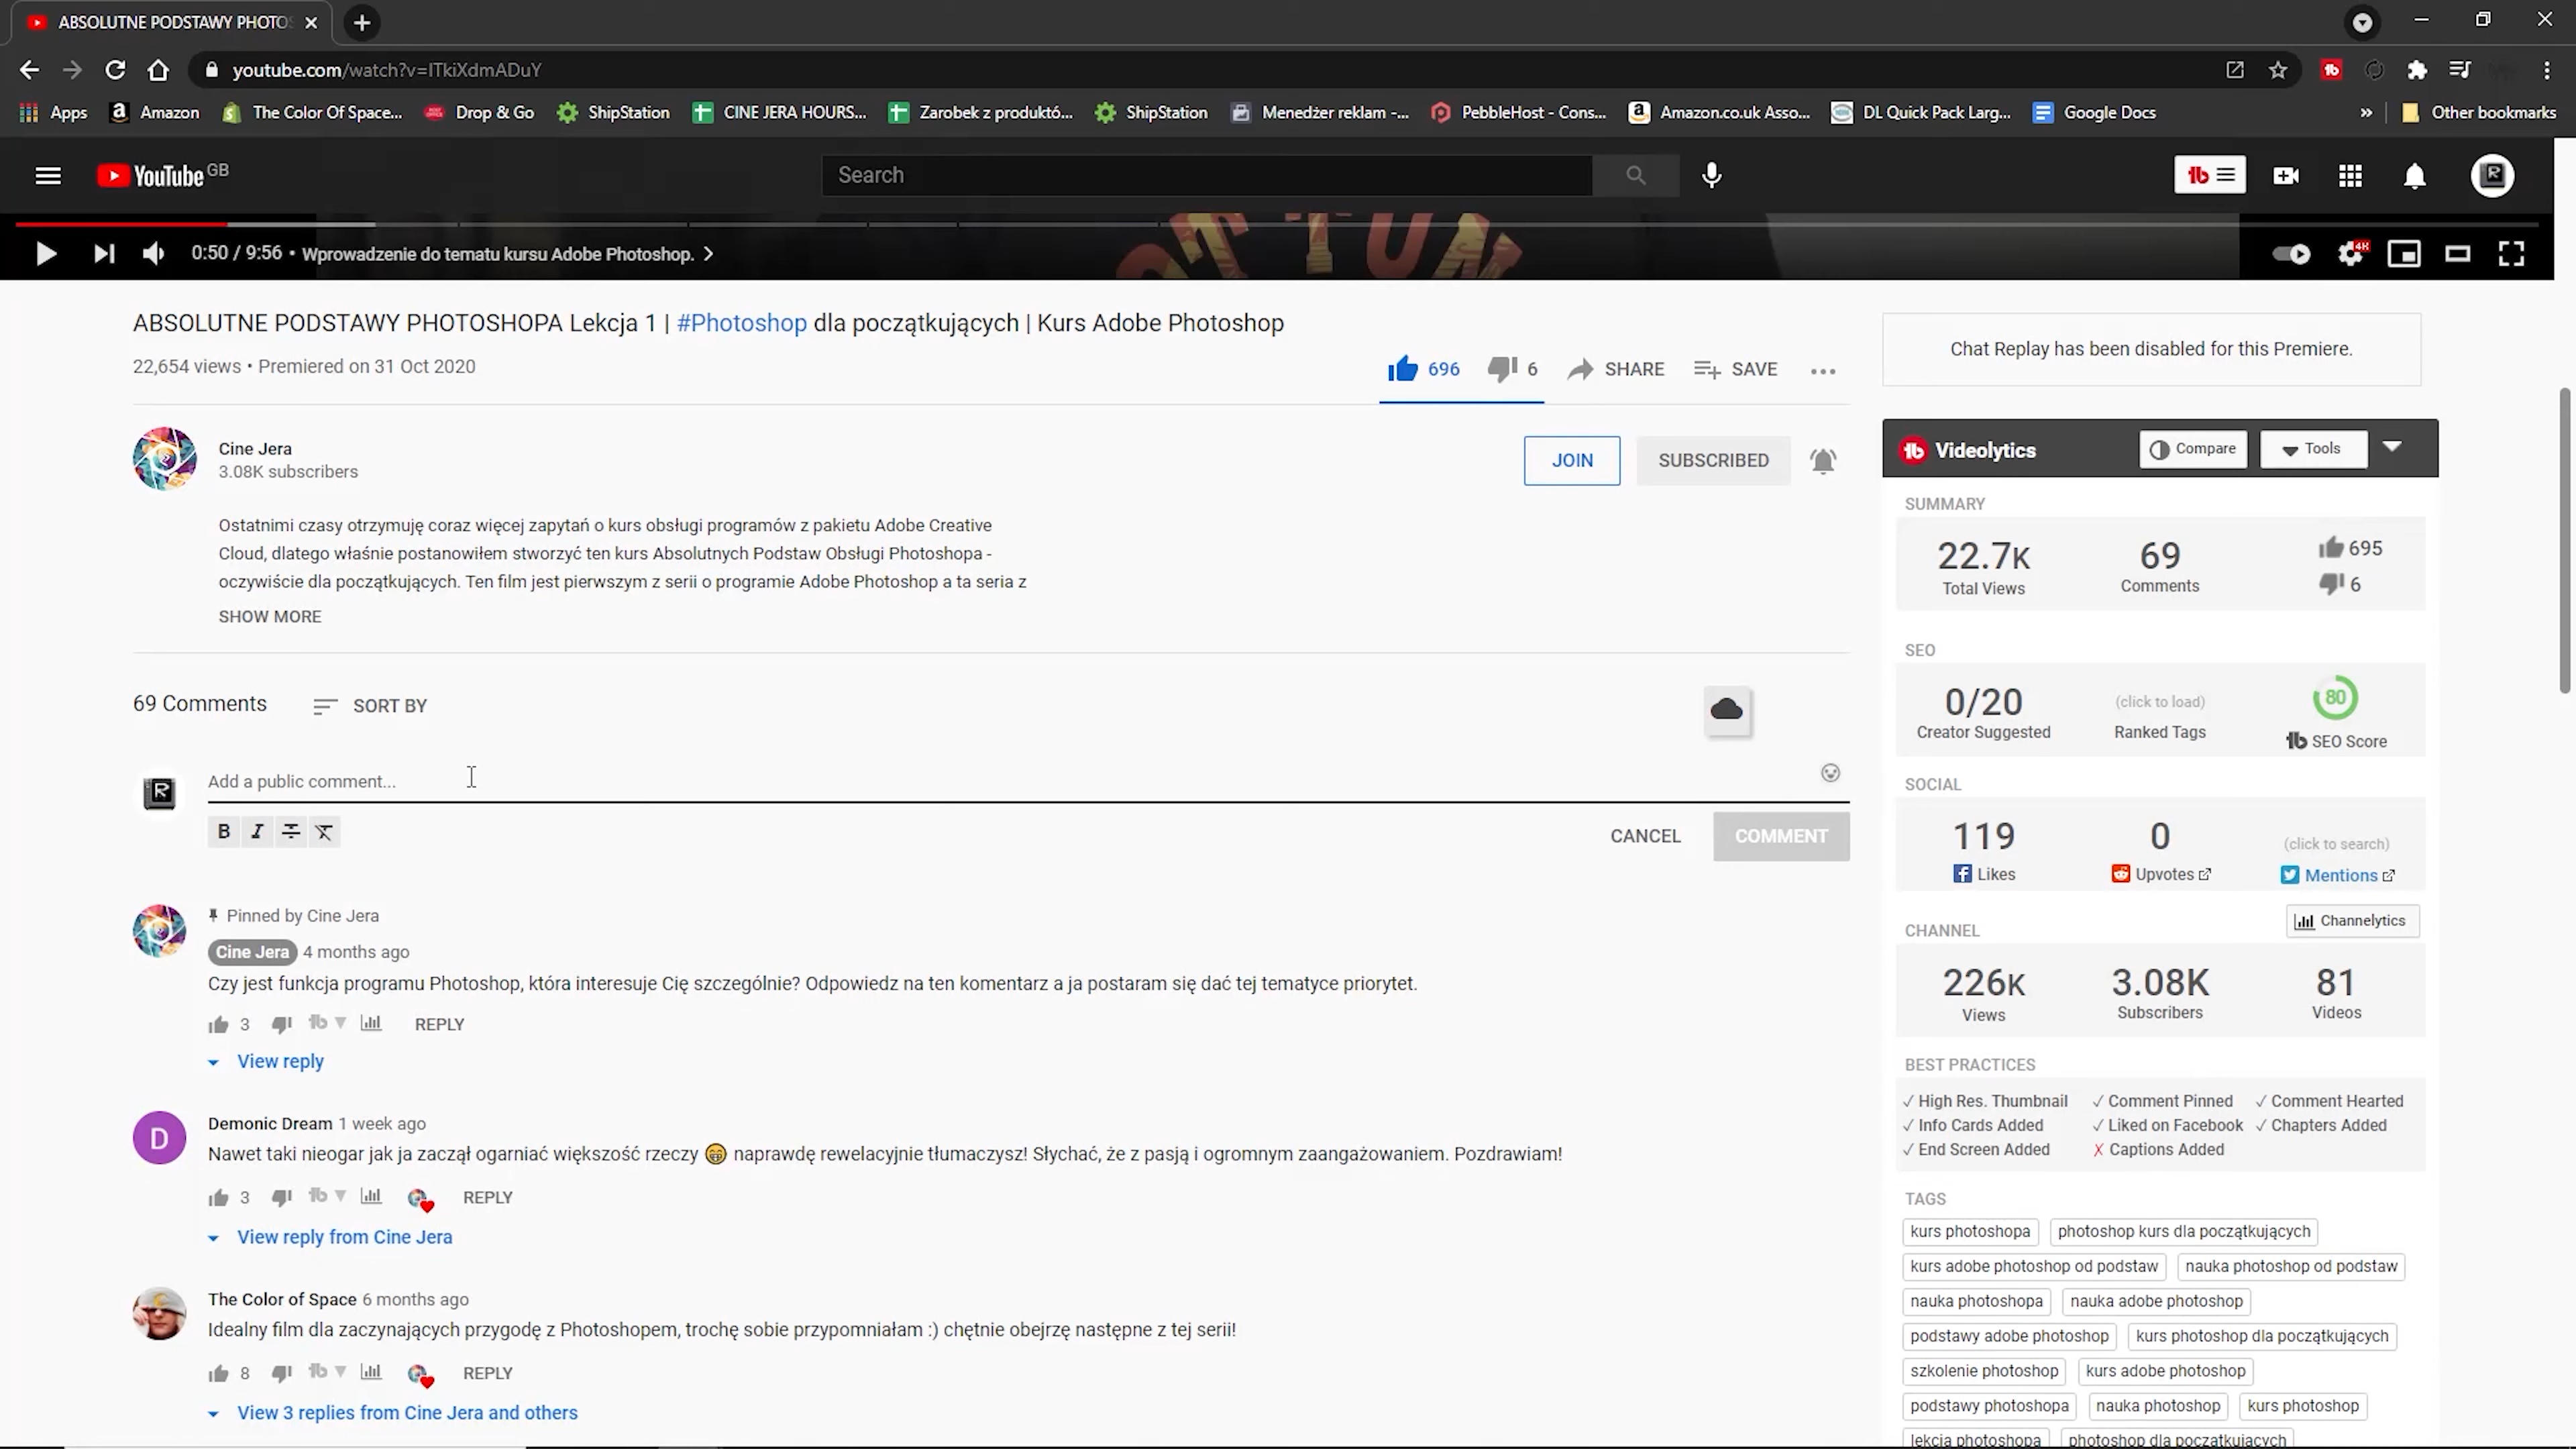 ABSOLUTNE PODSTAWY PHOTOS
youtube.com/watch?v=ITkiXdmADuY
Apps Amazon The Color Of Space... Drop & Go ShipStation CINE JERA HOURS... Zarobek z produktó... ShipStation Menedżer reklam -... PebbleHost - Cons... Amazon.co.uk Asso... DL Quick Pack Larg... Google Docs » Other bookmarks
YouTube GB
Search
0:50 / 9:56 • Wprowadzenie do tematu kursu Adobe Photoshop.
4K
ABSOLUTNE PODSTAWY PHOTOSHOPA Lekcja 1 | #Photoshop dla początkujących | Kurs Adobe Photoshop
22,654 views • Premiered on 31 Oct 2020
696 6 SHARE SAVE
Cine Jera
3.08K subscribers
JOIN SUBSCRIBED
Ostatnimi czasy otrzymuję coraz więcej zapytań o kurs obsługi programów z pakietu Adobe Creative
Cloud, dlatego właśnie postanowiłem stworzyć ten kurs Absolutnych Podstaw Obsługi Photoshopa -
oczywiście dla początkujących. Ten film jest pierwszym z serii o programie Adobe Photoshop a ta seria z
SHOW MORE
69 Comments SORT BY
Add a public comment...
B I
CANCEL COMMENT
Pinned by Cine Jera
Cine Jera 4 months ago
Czy jest funkcja programu Photoshop, która interesuje Cię szczególnie? Odpowiedz na ten komentarz a ja postaram się dać tej tematyce priorytet.
3 REPLY
View reply
D
Demonic Dream 1 week ago
Nawet taki nieogar jak ja zaczął ogarniać większość rzeczy 😁 naprawdę rewelacyjnie tłumaczysz! Słychać, że z pasją i ogromnym zaangażowaniem. Pozdrawiam!
3 REPLY
View reply from Cine Jera
The Color of Space 6 months ago
Idealny film dla zaczynających przygodę z Photoshopem, trochę sobie przypomniałam :) chętnie obejrzę następne z tej serii!
8 REPLY
View 3 replies from Cine Jera and others
Chat Replay has been disabled for this Premiere.
Videolytics Compare Tools
SUMMARY
22.7K 69 695
Total Views Comments 6
SEO
0/20 (click to load) 80
Creator Suggested Ranked Tags SEO Score
SOCIAL
119 0 (click to search)
Likes Upvotes Mentions
CHANNEL Channelytics
226K 3.08K 81
Views Subscribers Videos
BEST PRACTICES
✓ High Res. Thumbnail ✓ Comment Pinned ✓ Comment Hearted
✓ Info Cards Added ✓ Liked on Facebook ✓ Chapters Added
✓ End Screen Added ✗ Captions Added
TAGS
kurs photoshopa photoshop kurs dla początkujących
kurs adobe photoshop od podstaw nauka photoshop od podstaw
nauka photoshopa nauka adobe photoshop
podstawy adobe photoshop kurs photoshop dla początkujących
szkolenie photoshop kurs adobe photoshop
podstawy photoshopa nauka photoshop kurs photoshop
lekcja photoshopa photoshop dla początkujących